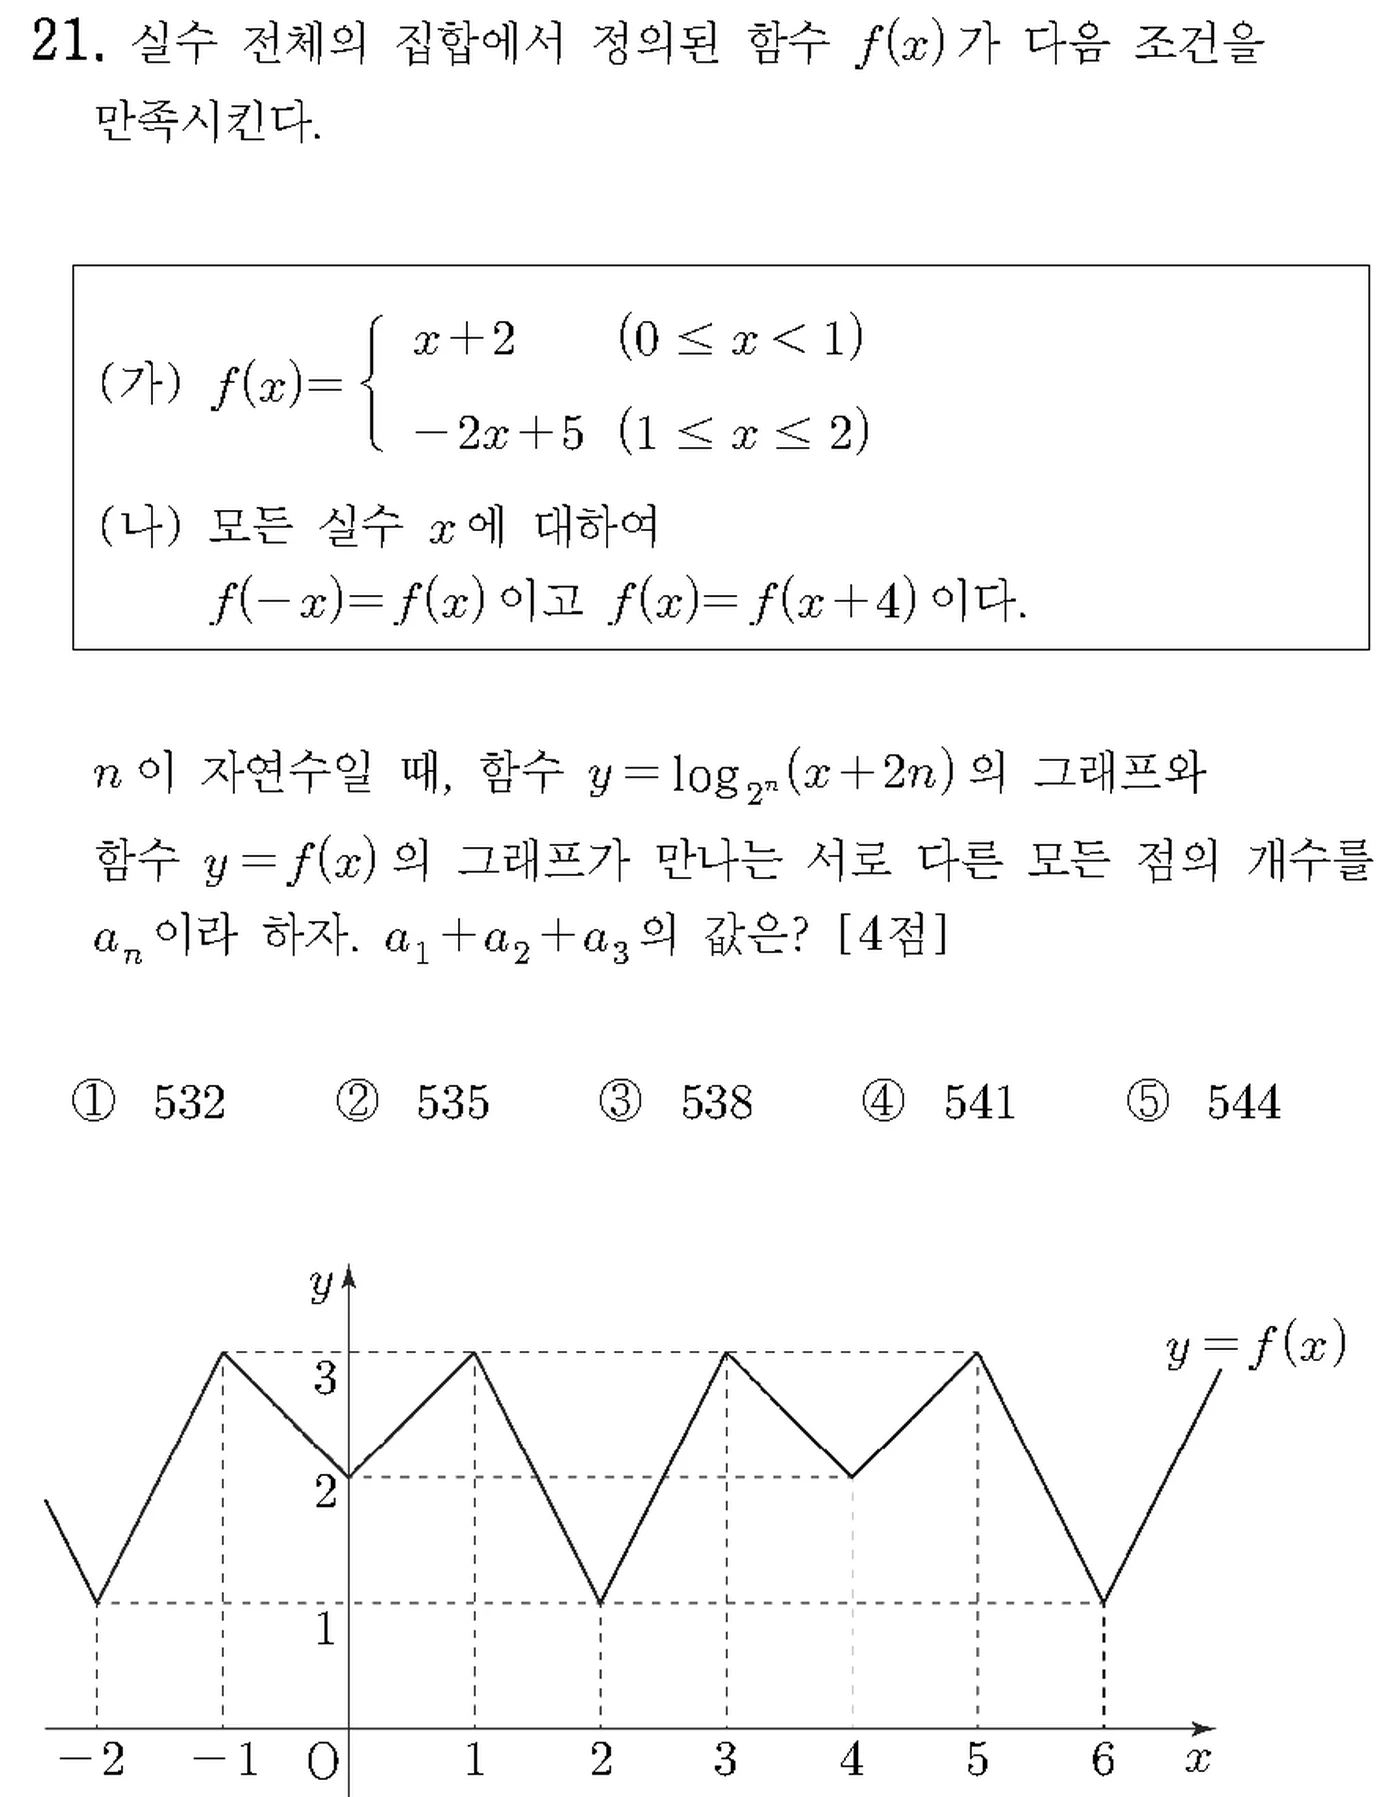 21. 실수 전체의 집합에서 정의된 함수 f(x)가 다음 조건을
만족시킨다.
(가) f(x)= { x+2 (0 ≤ x < 1)
-2x+5 (1 ≤ x ≤ 2)
(나) 모든 실수 x에 대하여
f(-x)=f(x)이고 f(x)=f(x+4)이다.
n이 자연수일 때, 함수 y=log_{2^n}(x+2n)의 그래프와
함수 y=f(x)의 그래프가 만나는 서로 다른 모든 점의 개수를
a_n이라 하자. a_1+a_2+a_3의 값은? [4점]
① 532 ② 535 ③ 538 ④ 541 ⑤ 544
y
y=f(x)
3
2
1
-2 -1 O 1 2 3 4 5 6 x